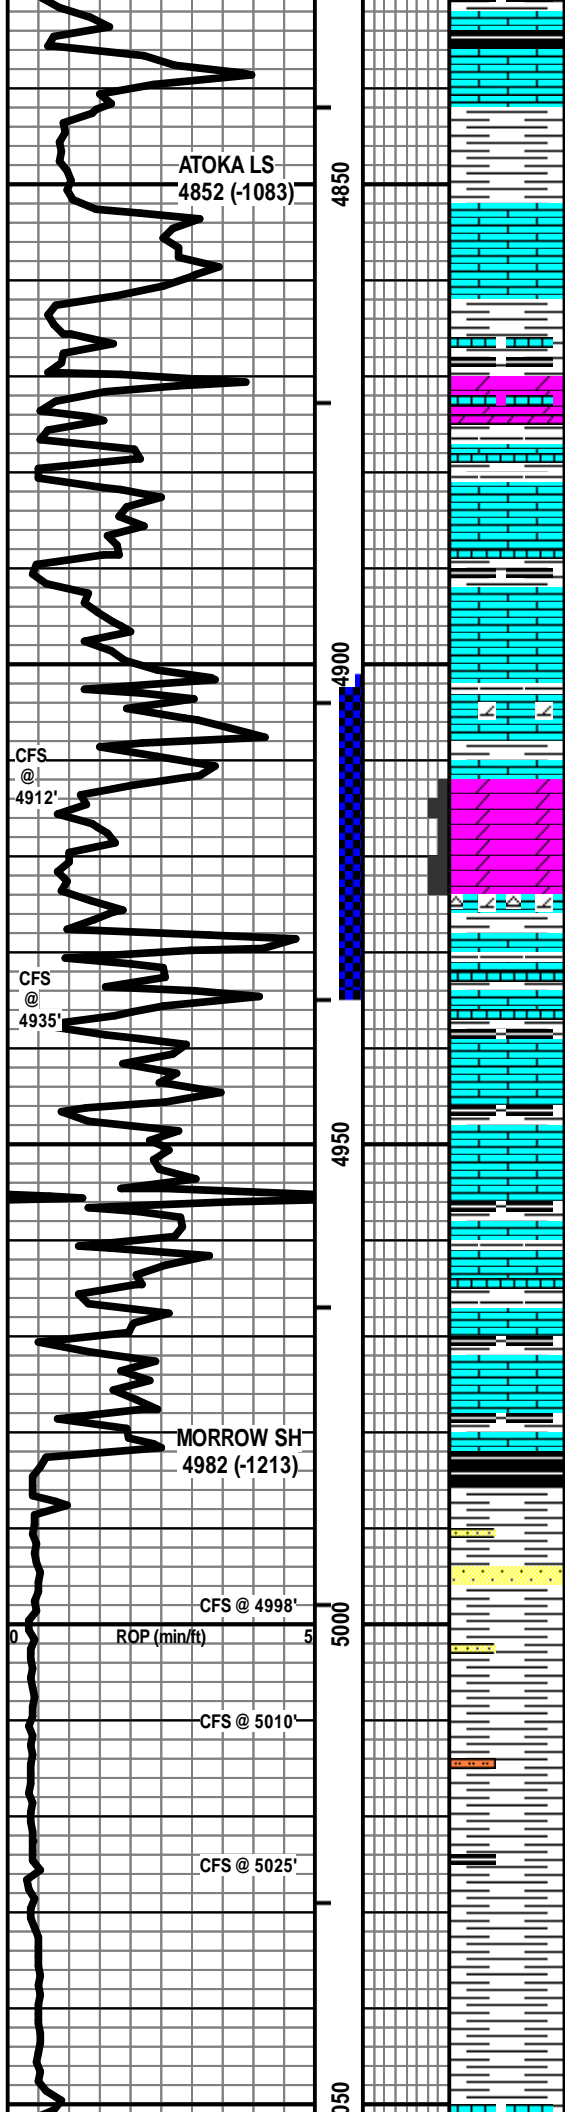 ATOKA LS
4852 (-1083)
4850
4900
CFS
@
4912'
CFS
@
4935'
4950
MORROW SH
4982 (-1213)
CFS @ 4998'
5000
0 ROP (min/ft) 5
CFS @ 5010'
CFS @ 5025'
050